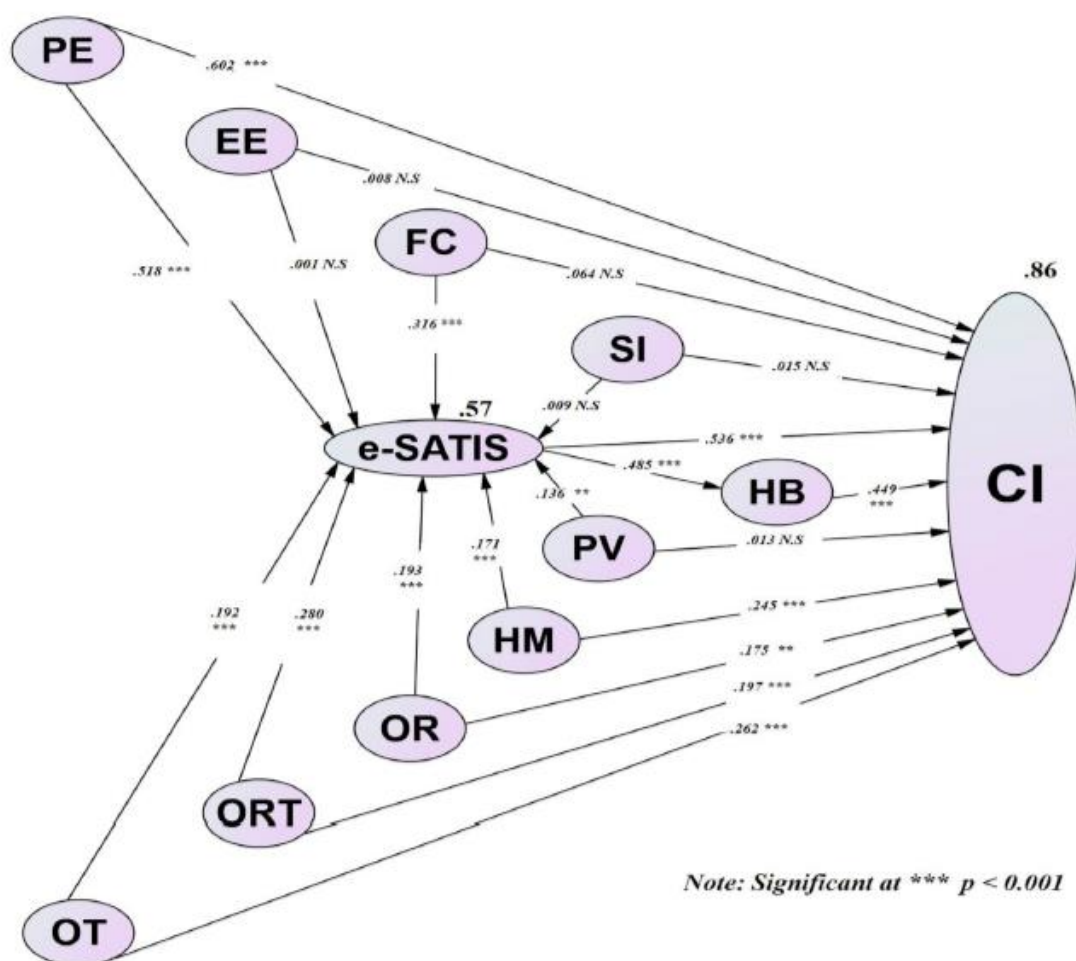 PE
.602 ***
EE
.008 N.S
FC
.518 ***
.001 N.S
.064 N.S
.86
.316 ***
SI
.015 N.S
.009 N.S
.57
e-SATIS
.536 ***
.485 ***
HB
.449
***
CI
.136 **
PV
.013 N.S
.171
***
.193
***
.192
***
.280
***
HM
.245 ***
.175 **
OR
.197 ***
.262 ***
ORT
OT
Note: Significant at *** p < 0.001